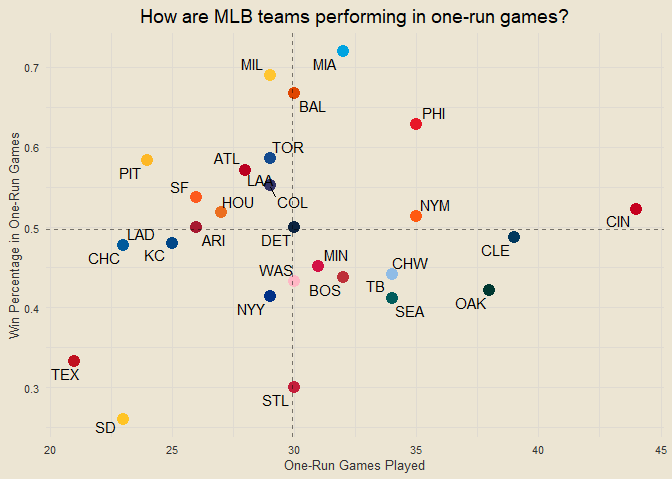 How are MLB teams performing in one-run games?
Win Percentage in One-Run Games
0.7
0.6
0.5
0.4
0.3
MIL
MIA
BAL
PHI
TOR
ATL
PIT
LAA
SF
HOU
COL
NYM
CIN
LAD
ARI
DET
CHC
KC
CLE
MIN
WAS
CHW
BOS
TB
NYY
SEA
OAK
TEX
STL
SD
20
25
30
35
40
45
One-Run Games Played